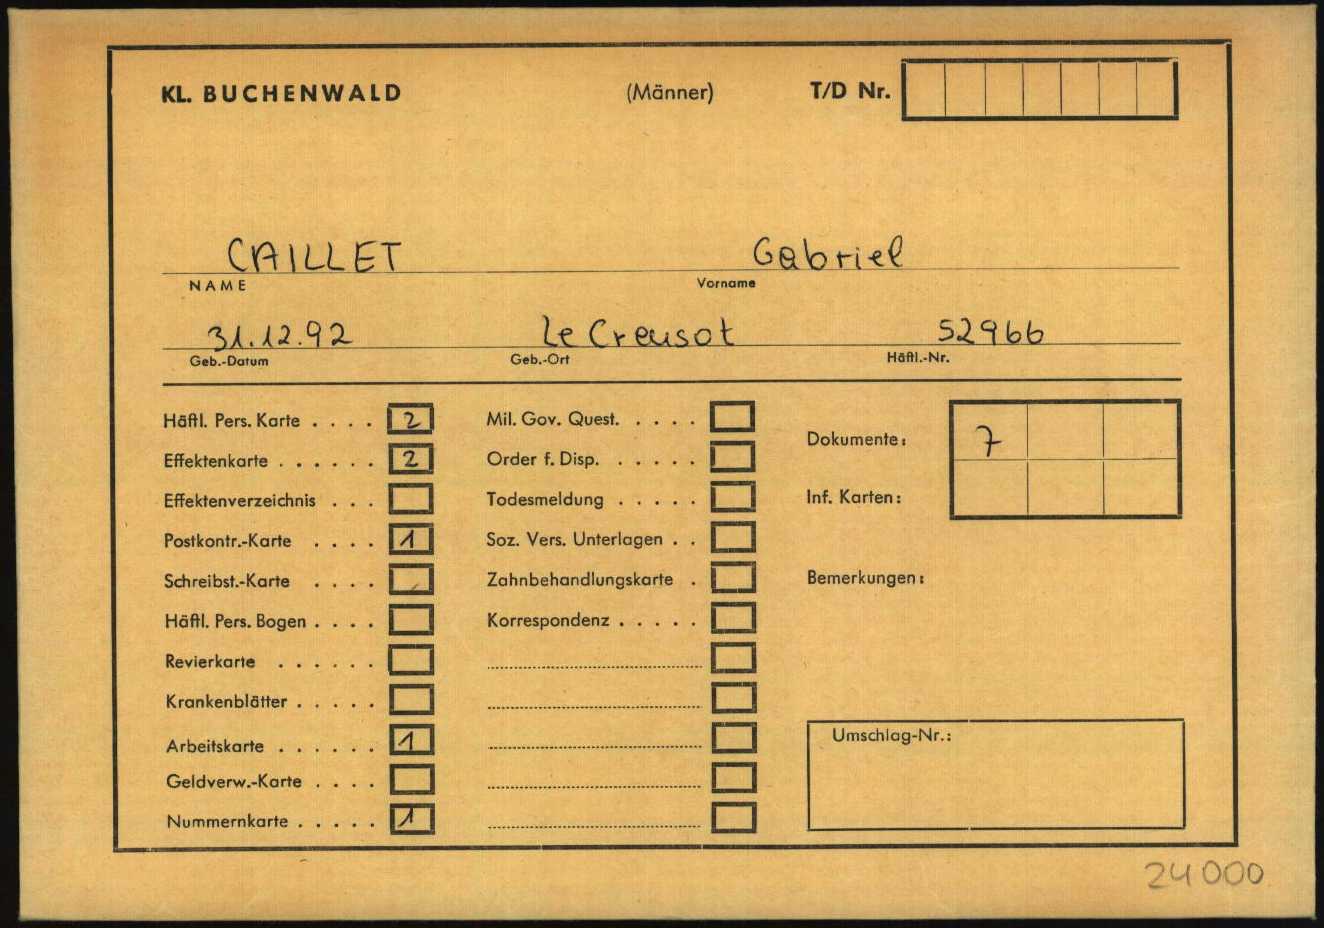 KL. BUCHENWALD (Männer) T/D Nr.
CAILLET Gabriel
NAME Vorname
31.12.92 Le Creusot 52966
Geb.-Datum Geb.-Ort Häftl.-Nr.
Häftl. Pers. Karte . . . . 2 Mil. Gov. Quest. . . . . Dokumente: 7
Effektenkarte . . . . . . 2 Order f. Disp. . . . . .
Effektenverzeichnis . . . Todesmeldung . . . . . Inf. Karten:
Postkontr.-Karte . . . . 1 Soz. Vers. Unterlagen . .
Schreibst.-Karte . . . . Zahnbehandlungskarte . Bemerkungen:
Häftl. Pers. Bogen . . . . Korrespondenz . . . . .
Revierkarte . . . . . .
Krankenblätter . . . . .
Arbeitskarte . . . . . . 1 Umschlag-Nr.:
Geldverw.-Karte . . . .
Nummernkarte . . . . . 1
24000